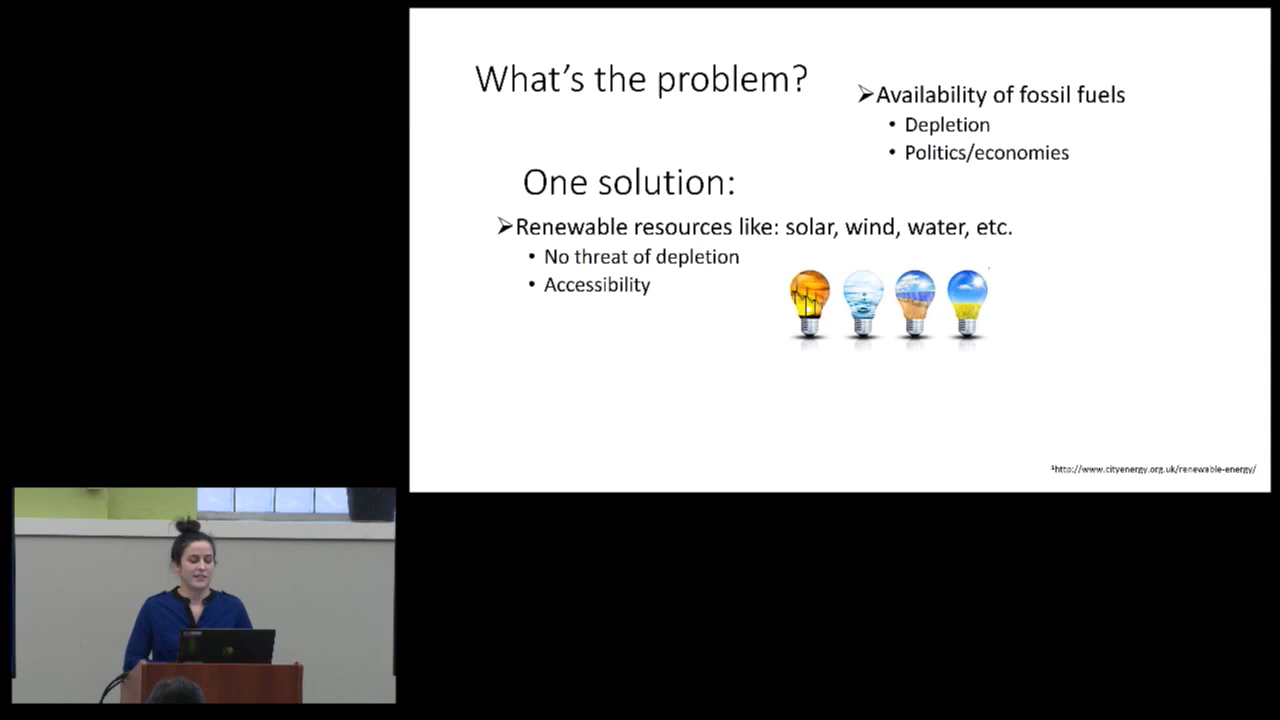 What's the problem?
➢Availability of fossil fuels
• Depletion
• Politics/economies
One solution:
➢Renewable resources like: solar, wind, water, etc.
• No threat of depletion
• Accessibility
¹http://www.cityenergy.org.uk/renewable-energy/